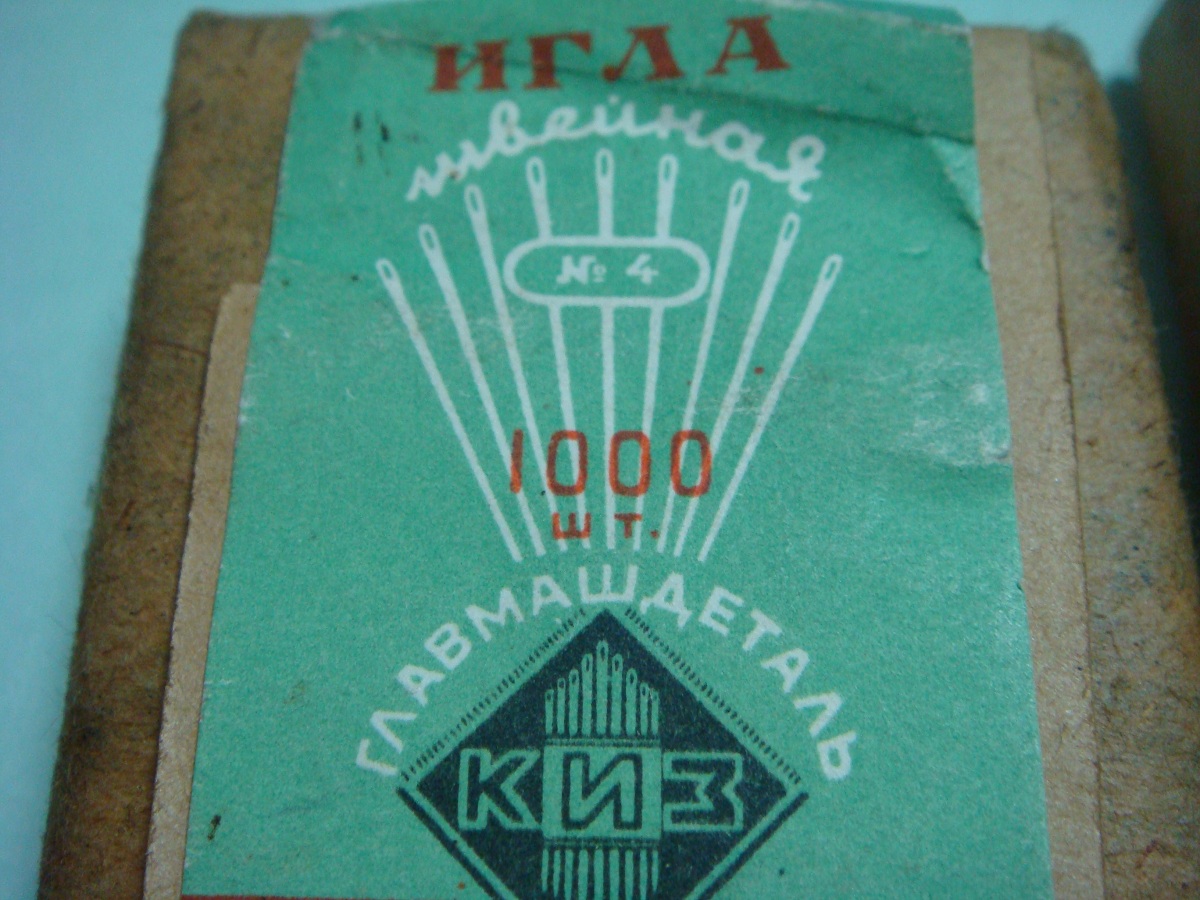 ИГЛА
швейная
№ 4
1000
шт.
ГЛАВМАШДЕТАЛЬ
КИЗ